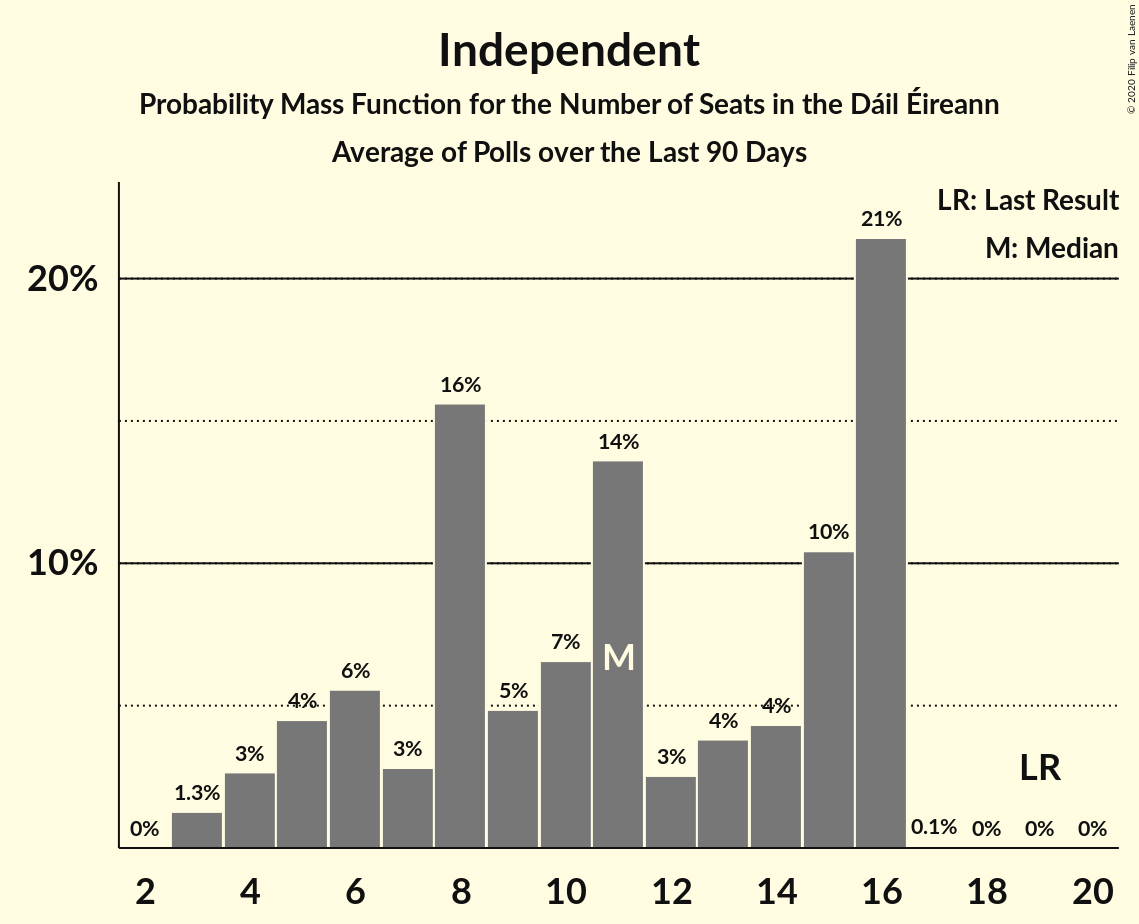 Independent
Probability Mass Function for the Number of Seats in the Dáil Éireann
Average of Polls over the Last 90 Days
© 2020 Filip van Laenen
LR: Last Result
M: Median
20%
10%
0%
1.3%
3%
4%
6%
3%
16%
5%
7%
14%
M
3%
4%
4%
10%
21%
0.1%
0%
0%
0%
LR
2 4 6 8 10 12 14 16 18 20